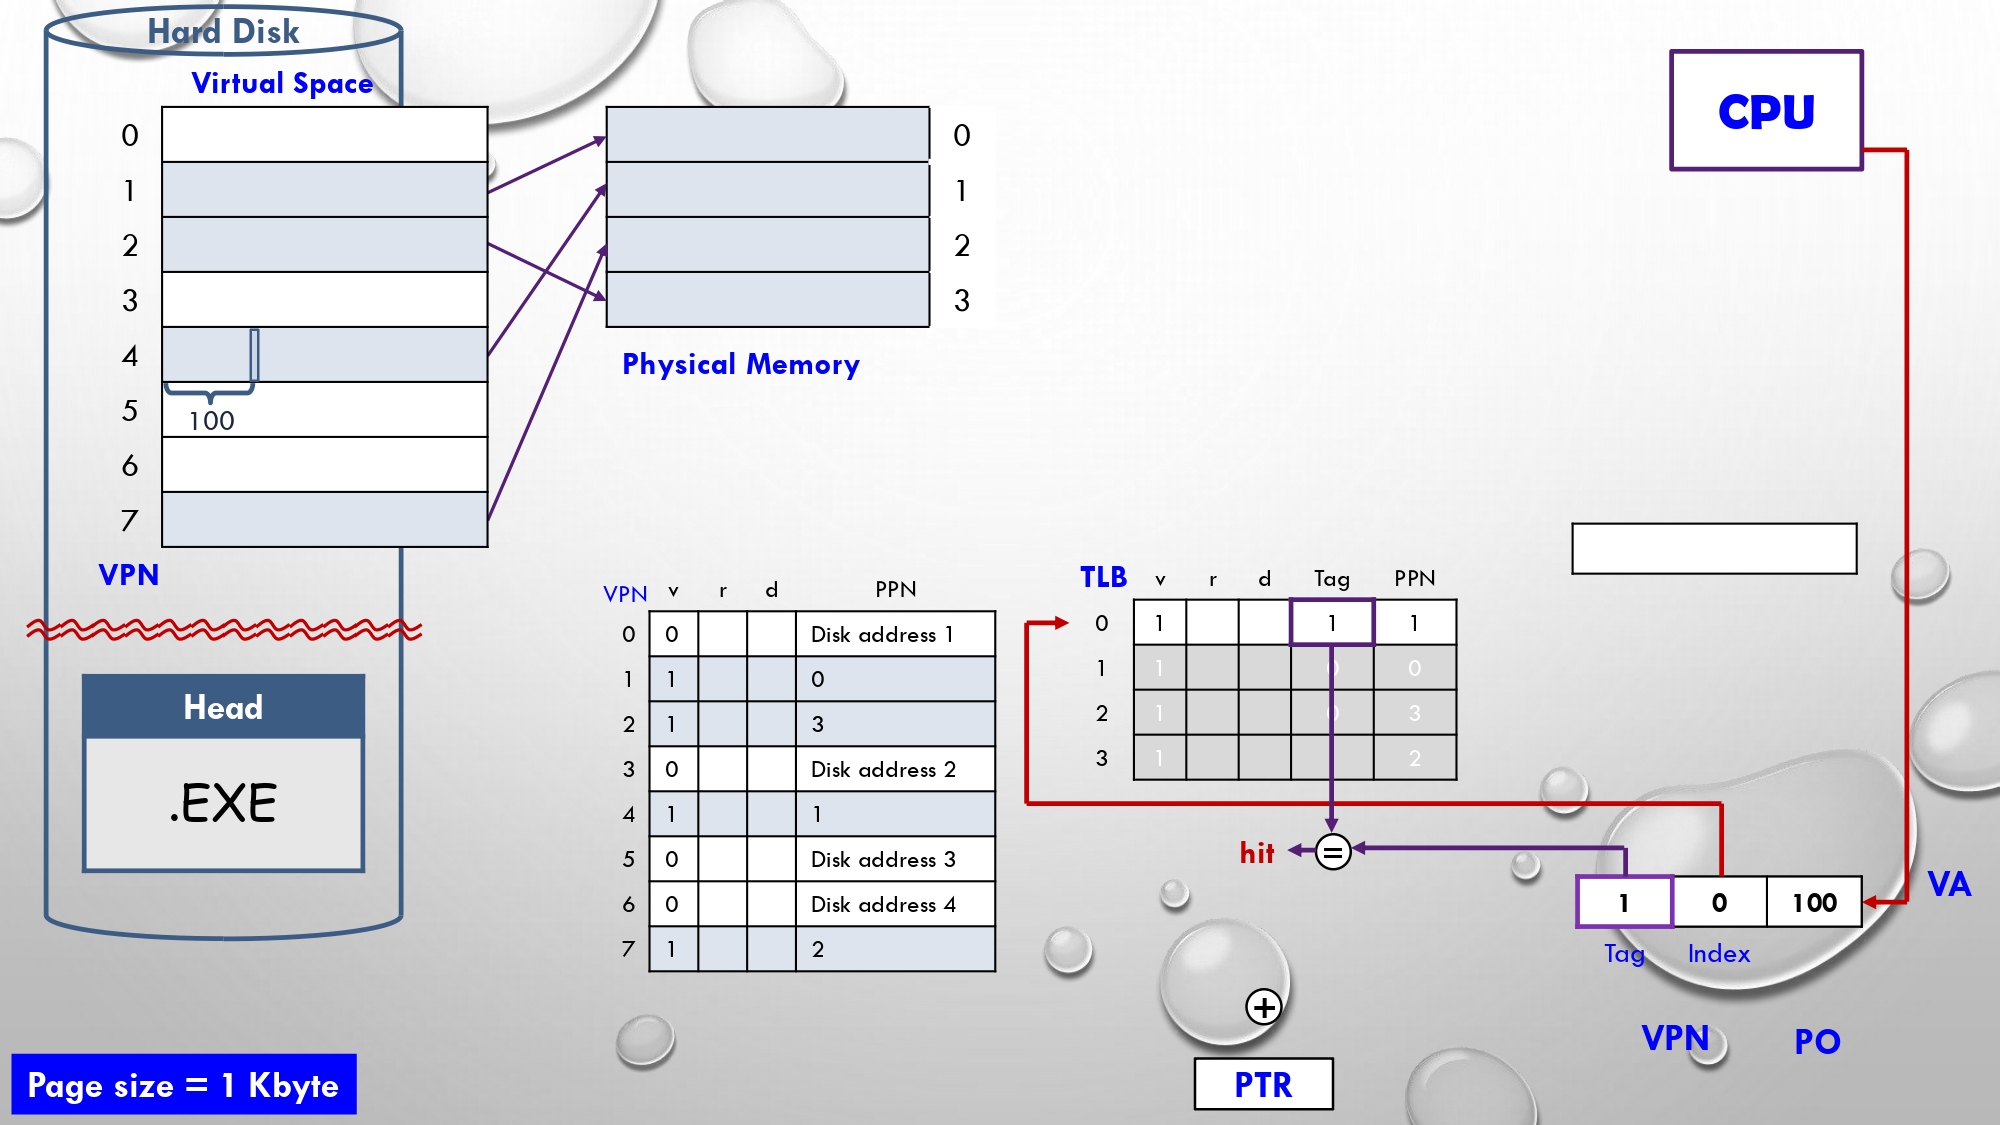 Hard Disk
Virtual Space
0
1
2
3
4
5
6
7
100
VPN
Head
.EXE
Page size = 1 Kbyte
0
1
2
3
Physical Memory
CPU
VPN v r d PPN
0 0 Disk address 1
1 1 0
2 1 3
3 0 Disk address 2
4 1 1
5 0 Disk address 3
6 0 Disk address 4
7 1 2
TLB v r d Tag PPN
0 1 1 1
1 1 0 0
2 1 0 3
3 1 2
hit =
1 0 100
VA
Tag Index
VPN PO
+
PTR